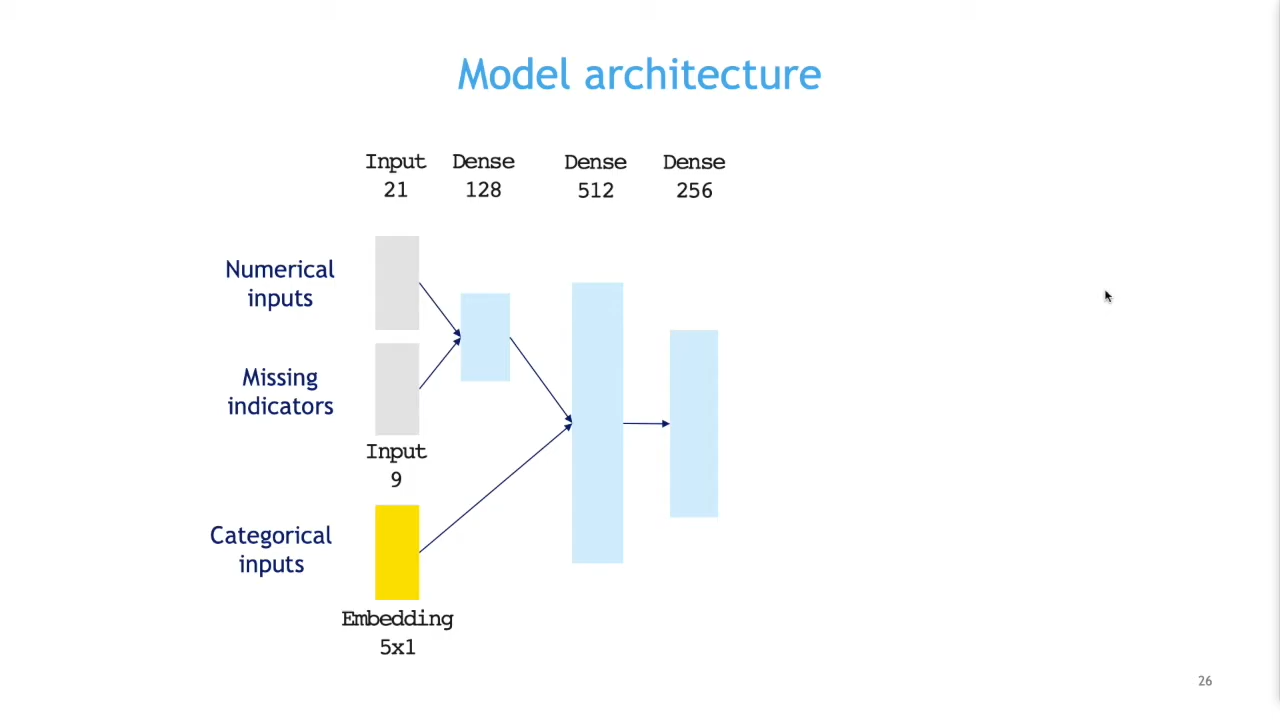 Model architecture
Input Dense Dense Dense
21 128 512 256
Numerical
inputs
Missing
indicators
Input
9
Categorical
inputs
Embedding
5x1
26